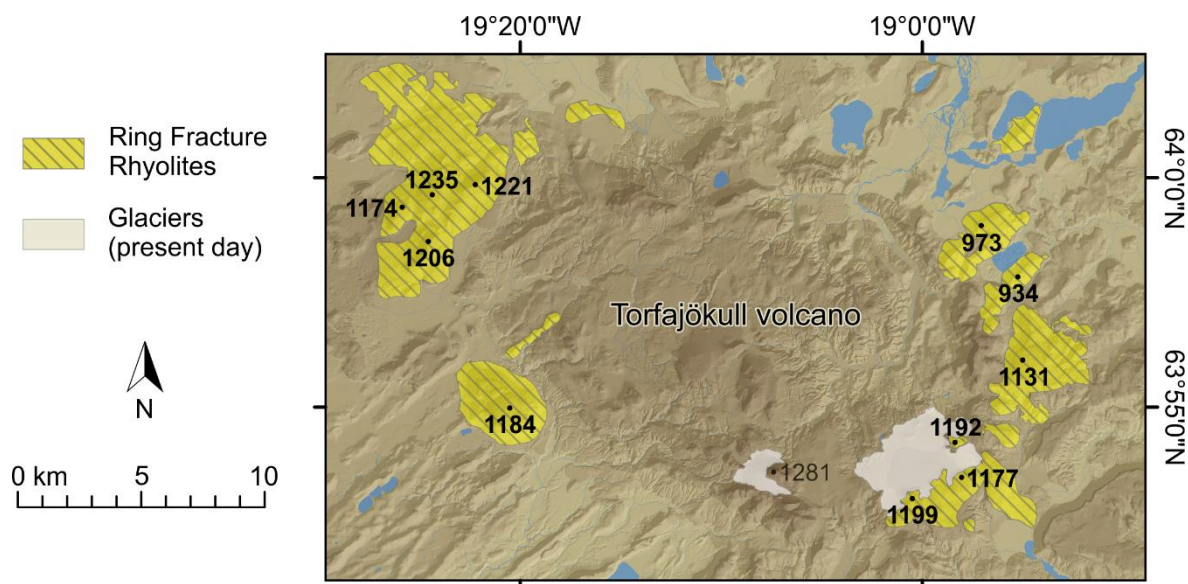 19°20'0"W
19°0'0"W
Ring Fracture
Rhyolites
Glaciers
(present day)
N
0 km
5
10
1235
1221
1174
1206
973
934
Torfajökull volcano
1131
1184
1192
1281
1177
1199
64°0'0"N
63°55'0"N